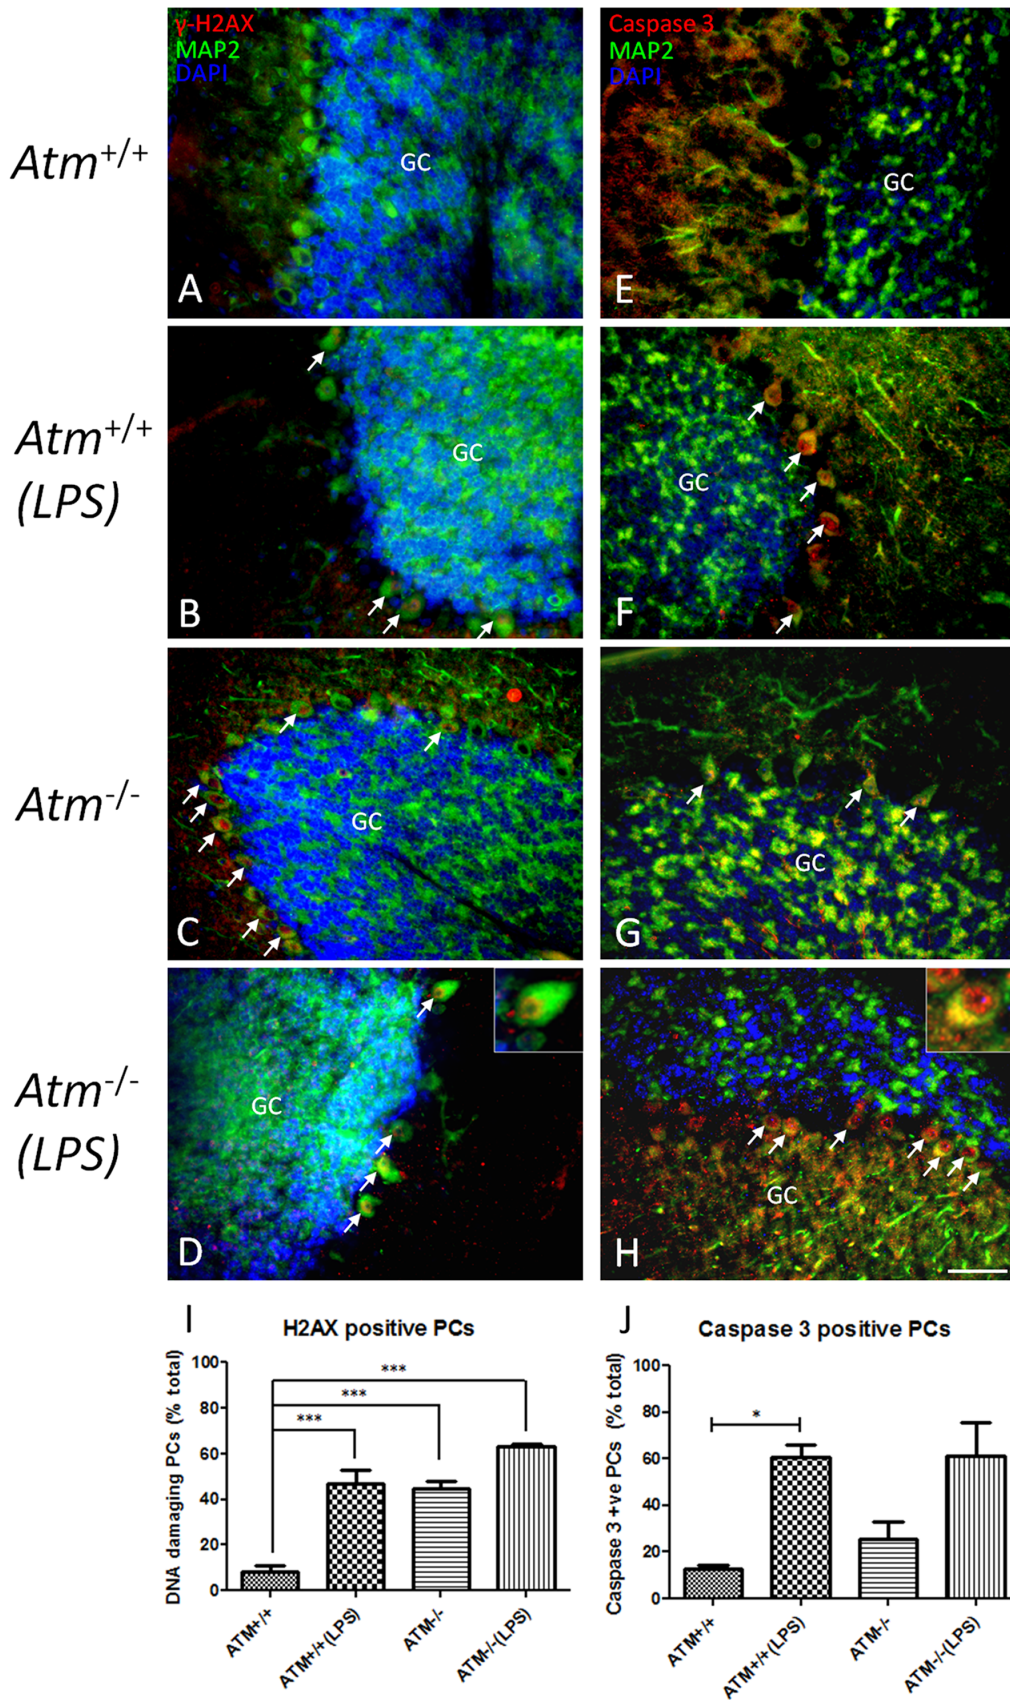 γ-H2AX
MAP2
DAPI
Caspase 3
MAP2
DAPI
Atm+/+
GC
A
GC
E
Atm+/+
(LPS)
GC
B
GC
F
Atm-/-
GC
C
GC
G
Atm-/-
(LPS)
GC
D
GC
H
I
H2AX positive PCs
DNA damaging PCs (% total)
100
80
60
40
20
0
***
***
***
ATM+/+
ATM+/+(LPS)
ATM-/-
ATM-/-(LPS)
J
Caspase 3 positive PCs
Caspase 3 +ve PCs (% total)
100
80
60
40
20
0
*
ATM+/+
ATM+/+(LPS)
ATM-/-
ATM-/-(LPS)